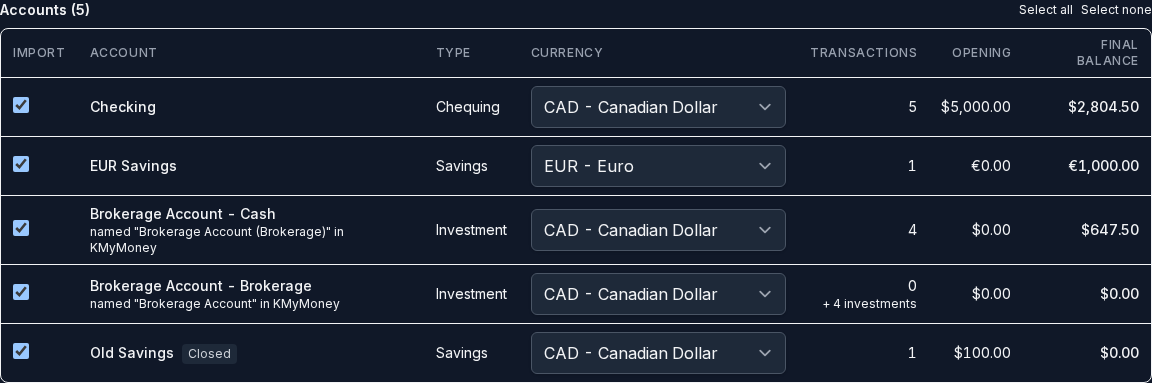 Accounts (5) Select all Select none
IMPORT ACCOUNT TYPE CURRENCY TRANSACTIONS OPENING FINAL BALANCE
Checking Chequing CAD - Canadian Dollar 5 $5,000.00 $2,804.50
EUR Savings Savings EUR - Euro 1 €0.00 €1,000.00
Brokerage Account - Cash
named "Brokerage Account (Brokerage)" in
KMyMoney
Investment CAD - Canadian Dollar 4 $0.00 $647.50
Brokerage Account - Brokerage
named "Brokerage Account" in KMyMoney
Investment CAD - Canadian Dollar 0
+ 4 investments
$0.00 $0.00
Old Savings Closed Savings CAD - Canadian Dollar 1 $100.00 $0.00